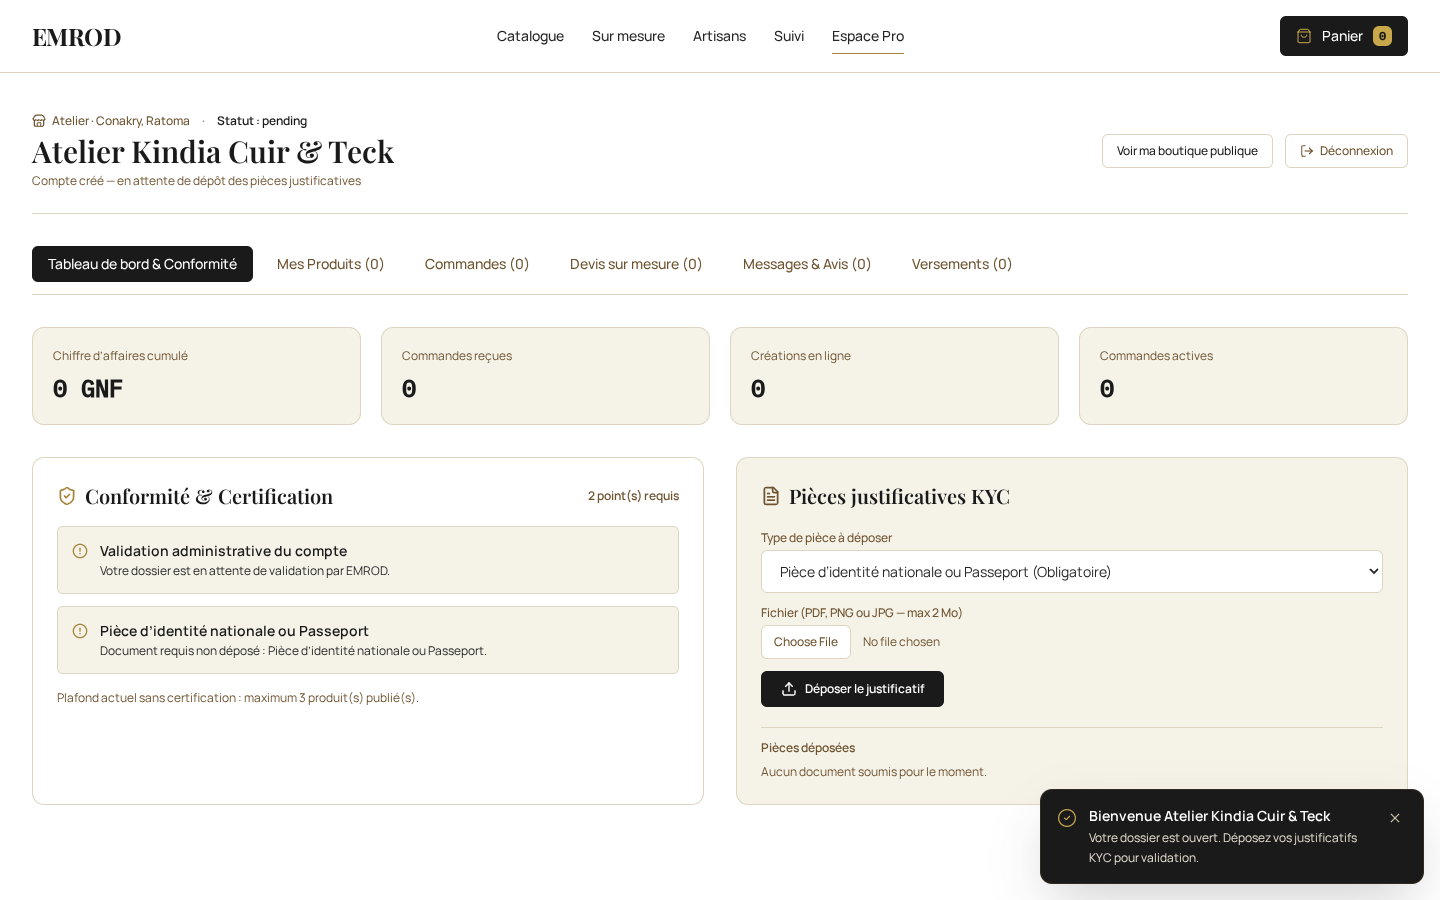 EMROD
Catalogue
Sur mesure
Artisans
Suivi
Espace Pro
Panier 0
Atelier · Conakry, Ratoma · Statut : pending
Atelier Kindia Cuir & Teck
Compte créé — en attente de dépôt des pièces justificatives
Voir ma boutique publique
Déconnexion
Tableau de bord & Conformité
Mes Produits (0)
Commandes (0)
Devis sur mesure (0)
Messages & Avis (0)
Versements (0)
Chiffre d'affaires cumulé
0 GNF
Commandes reçues
0
Créations en ligne
0
Commandes actives
0
Conformité & Certification
2 point(s) requis
Validation administrative du compte
Votre dossier est en attente de validation par EMROD.
Pièce d'identité nationale ou Passeport
Document requis non déposé : Pièce d'identité nationale ou Passeport.
Plafond actuel sans certification : maximum 3 produit(s) publié(s).
Pièces justificatives KYC
Type de pièce à déposer
Pièce d'identité nationale ou Passeport (Obligatoire)
Fichier (PDF, PNG ou JPG — max 2 Mo)
Choose File
No file chosen
Déposer le justificatif
Pièces déposées
Aucun document soumis pour le moment.
Bienvenue Atelier Kindia Cuir & Teck
Votre dossier est ouvert. Déposez vos justificatifs
KYC pour validation.